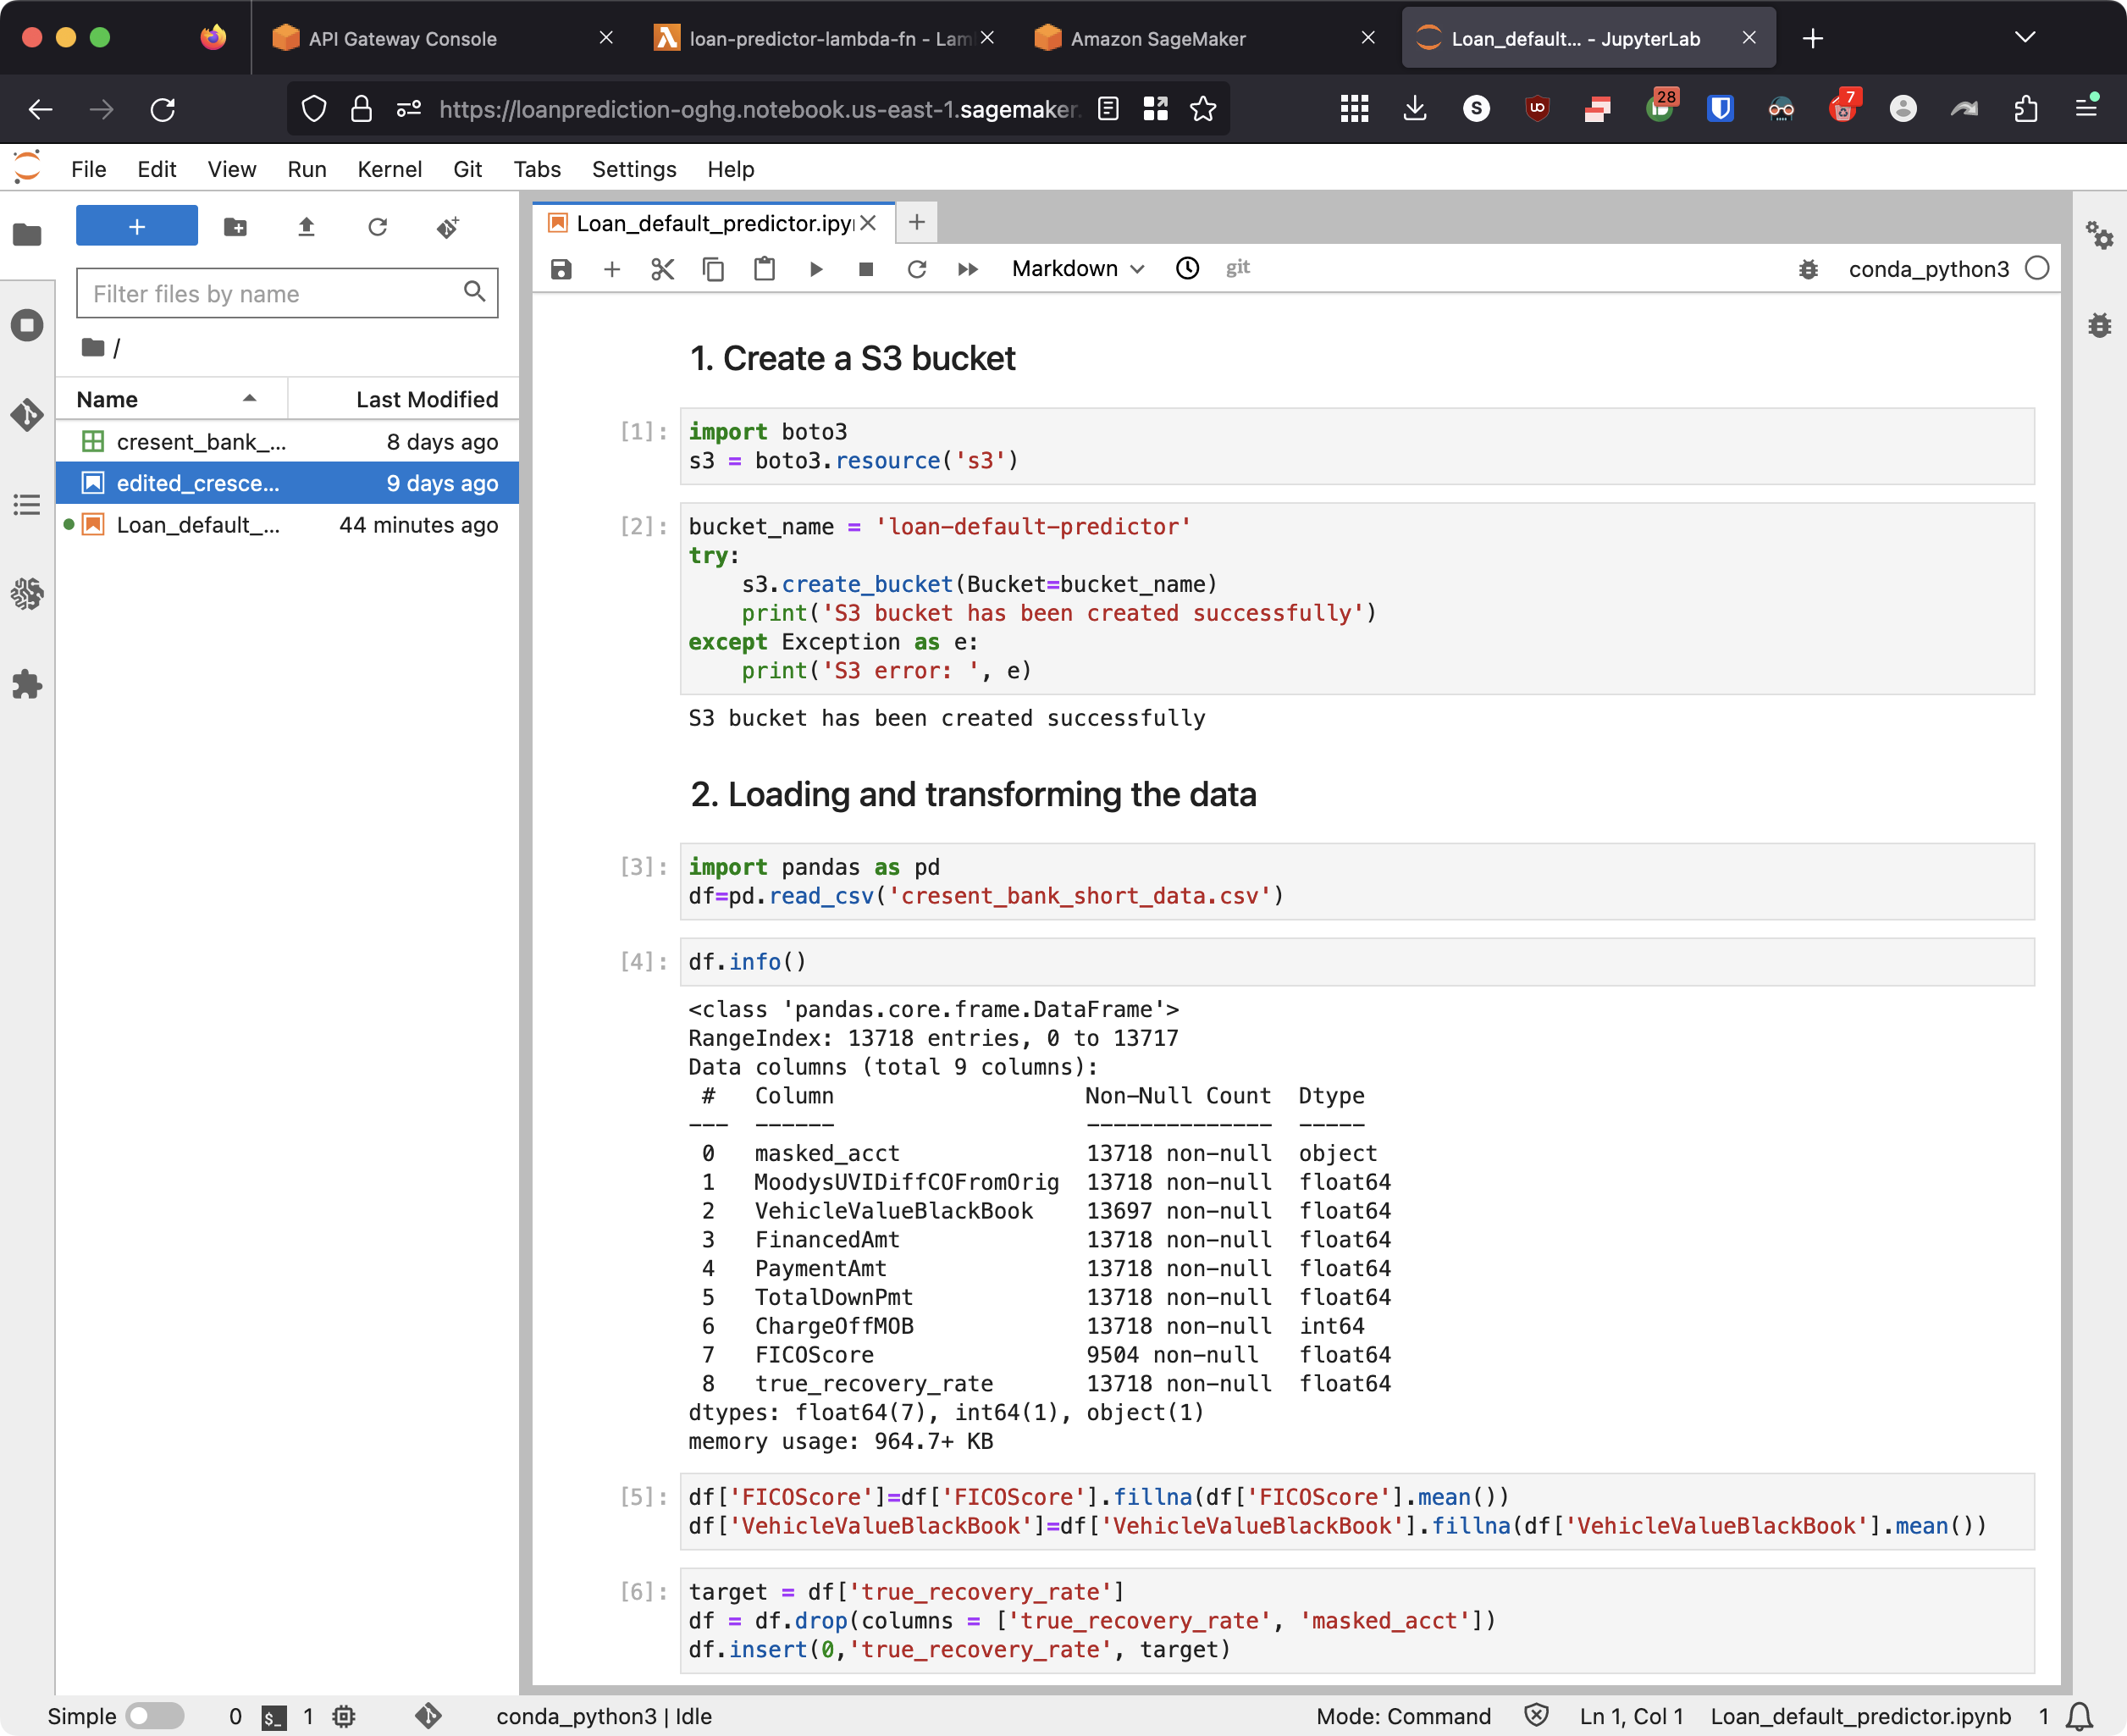 API Gateway Console
loan-predictor-lambda-fn - Lam
Amazon SageMaker
Loan_default... - JupyterLab
https://loanprediction-oghg.notebook.us-east-1.sagemaker.
S
UD
28
7
File Edit View Run Kernel Git Tabs Settings Help
Filter files by name
/
Name Last Modified
cresent_bank_... 8 days ago
edited_cresce... 9 days ago
Loan_default_... 44 minutes ago
Loan_default_predictor.ipy
Markdown git conda_python3
1. Create a S3 bucket
[1]: import boto3
s3 = boto3.resource('s3')
[2]: bucket_name = 'loan-default-predictor'
try:
    s3.create_bucket(Bucket=bucket_name)
    print('S3 bucket has been created successfully')
except Exception as e:
    print('S3 error: ', e)
S3 bucket has been created successfully
2. Loading and transforming the data
[3]: import pandas as pd
df=pd.read_csv('cresent_bank_short_data.csv')
[4]: df.info()
<class 'pandas.core.frame.DataFrame'>
RangeIndex: 13718 entries, 0 to 13717
Data columns (total 9 columns):
 #   Column                Non-Null Count  Dtype
---  ------                --------------  -----
 0   masked_acct           13718 non-null  object
 1   MoodysUVIDiffCOFromOrig  13718 non-null  float64
 2   VehicleValueBlackBook    13697 non-null  float64
 3   FinancedAmt              13718 non-null  float64
 4   PaymentAmt               13718 non-null  float64
 5   TotalDownPmt             13718 non-null  float64
 6   ChargeOffMOB             13718 non-null  int64
 7   FICOScore                9504 non-null   float64
 8   true_recovery_rate       13718 non-null  float64
dtypes: float64(7), int64(1), object(1)
memory usage: 964.7+ KB
[5]: df['FICOScore']=df['FICOScore'].fillna(df['FICOScore'].mean())
df['VehicleValueBlackBook']=df['VehicleValueBlackBook'].fillna(df['VehicleValueBlackBook'].mean())
[6]: target = df['true_recovery_rate']
df = df.drop(columns = ['true_recovery_rate', 'masked_acct'])
df.insert(0,'true_recovery_rate', target)
Simple 0 $_ 1 conda_python3 | Idle Mode: Command Ln 1, Col 1 Loan_default_predictor.ipynb 1